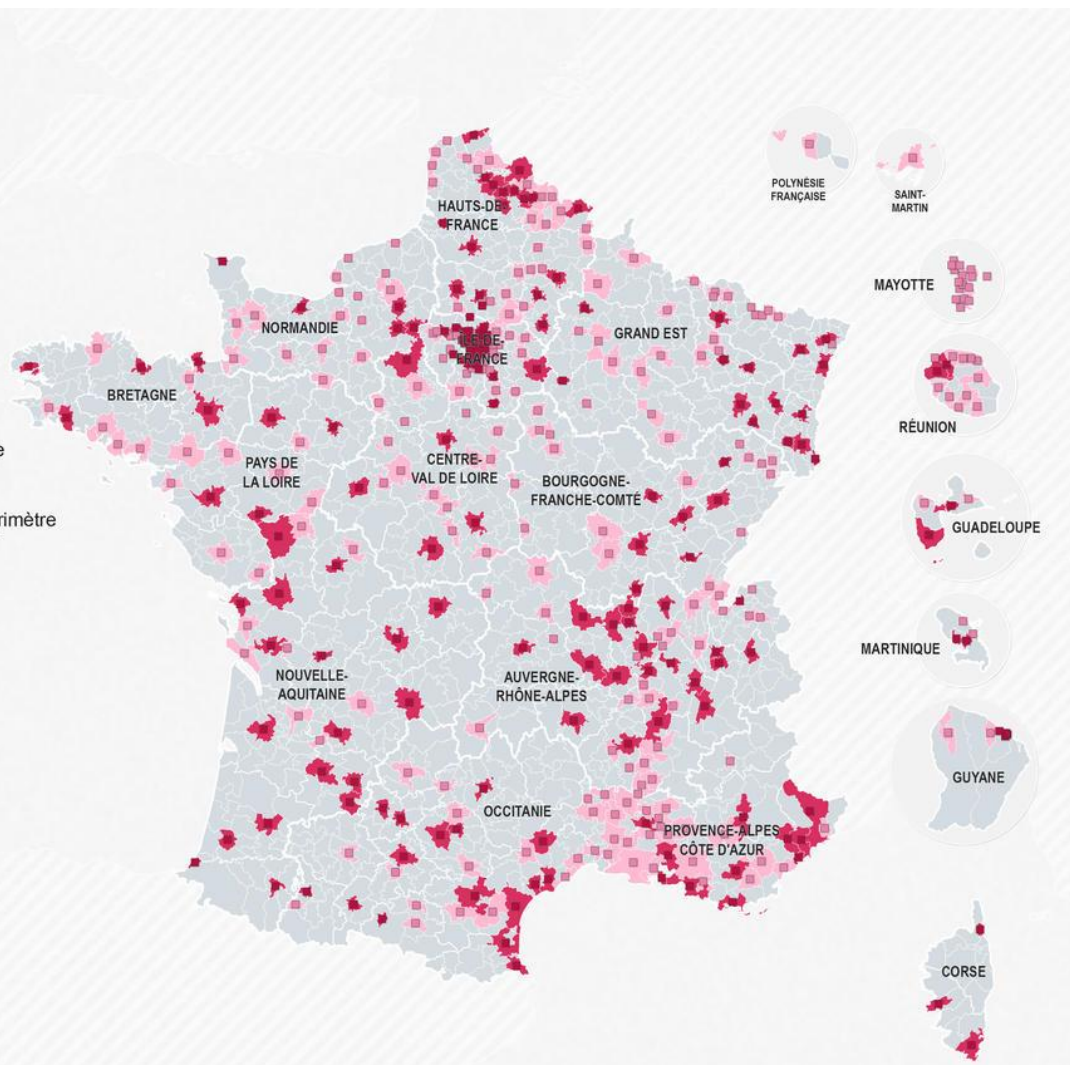 POLYNÉSIE
FRANÇAISE
SAINT-
MARTIN
HAUTS-DE-
FRANCE
MAYOTTE
NORMANDIE
ÎLE-DE-
FRANCE
GRAND EST
BRETAGNE
RÉUNION
e
PAYS DE
LA LOIRE
CENTRE-
VAL DE LOIRE
BOURGOGNE-
FRANCHE-COMTÉ
rimètre
GUADELOUPE
MARTINIQUE
NOUVELLE-
AQUITAINE
AUVERGNE-
RHÔNE-ALPES
GUYANE
OCCITANIE
PROVENCE-ALPES
CÔTE D'AZUR
CORSE